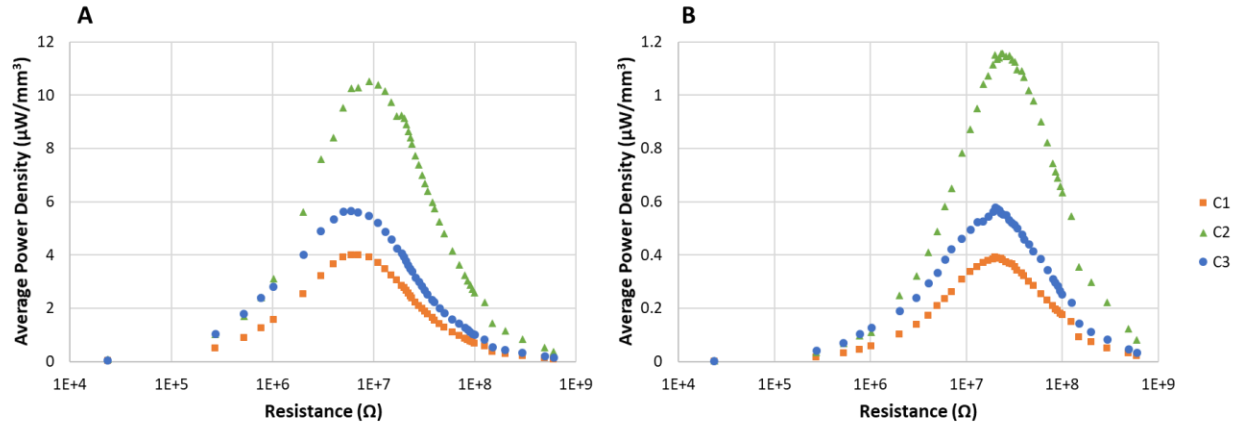 A
Average Power Density (µW/mm³)
12
10
8
6
4
2
0
1E+4
1E+5
1E+6
1E+7
1E+8
1E+9
Resistance (Ω)
B
Average Power Density (µW/mm³)
1.2
1
0.8
0.6
0.4
0.2
0
1E+4
1E+5
1E+6
1E+7
1E+8
1E+9
Resistance (Ω)
C1
C2
C3